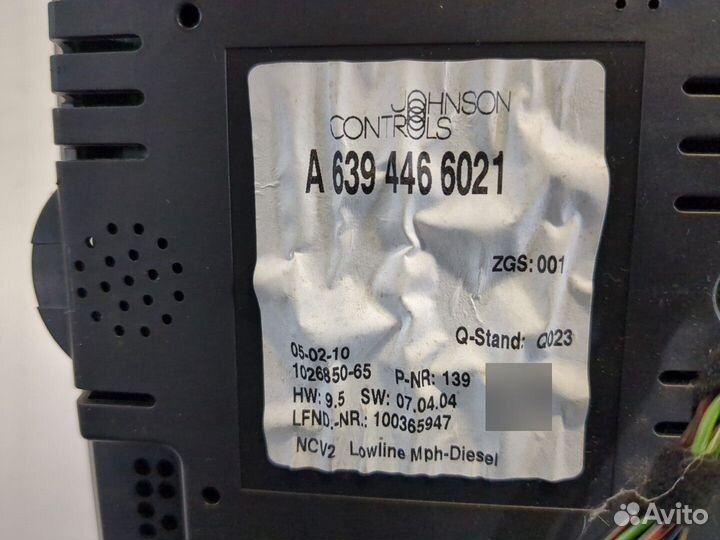 JOHNSON
CONTROLS
A 639 446 6021
ZGS: 001
Q-Stand: Q023
05-02-10
1026850-65 P-NR: 139
HW: 9.5 SW: 07.04.04
LFND.-NR.: 100365947
NCV2 Lowline Mph-Diesel
Avito